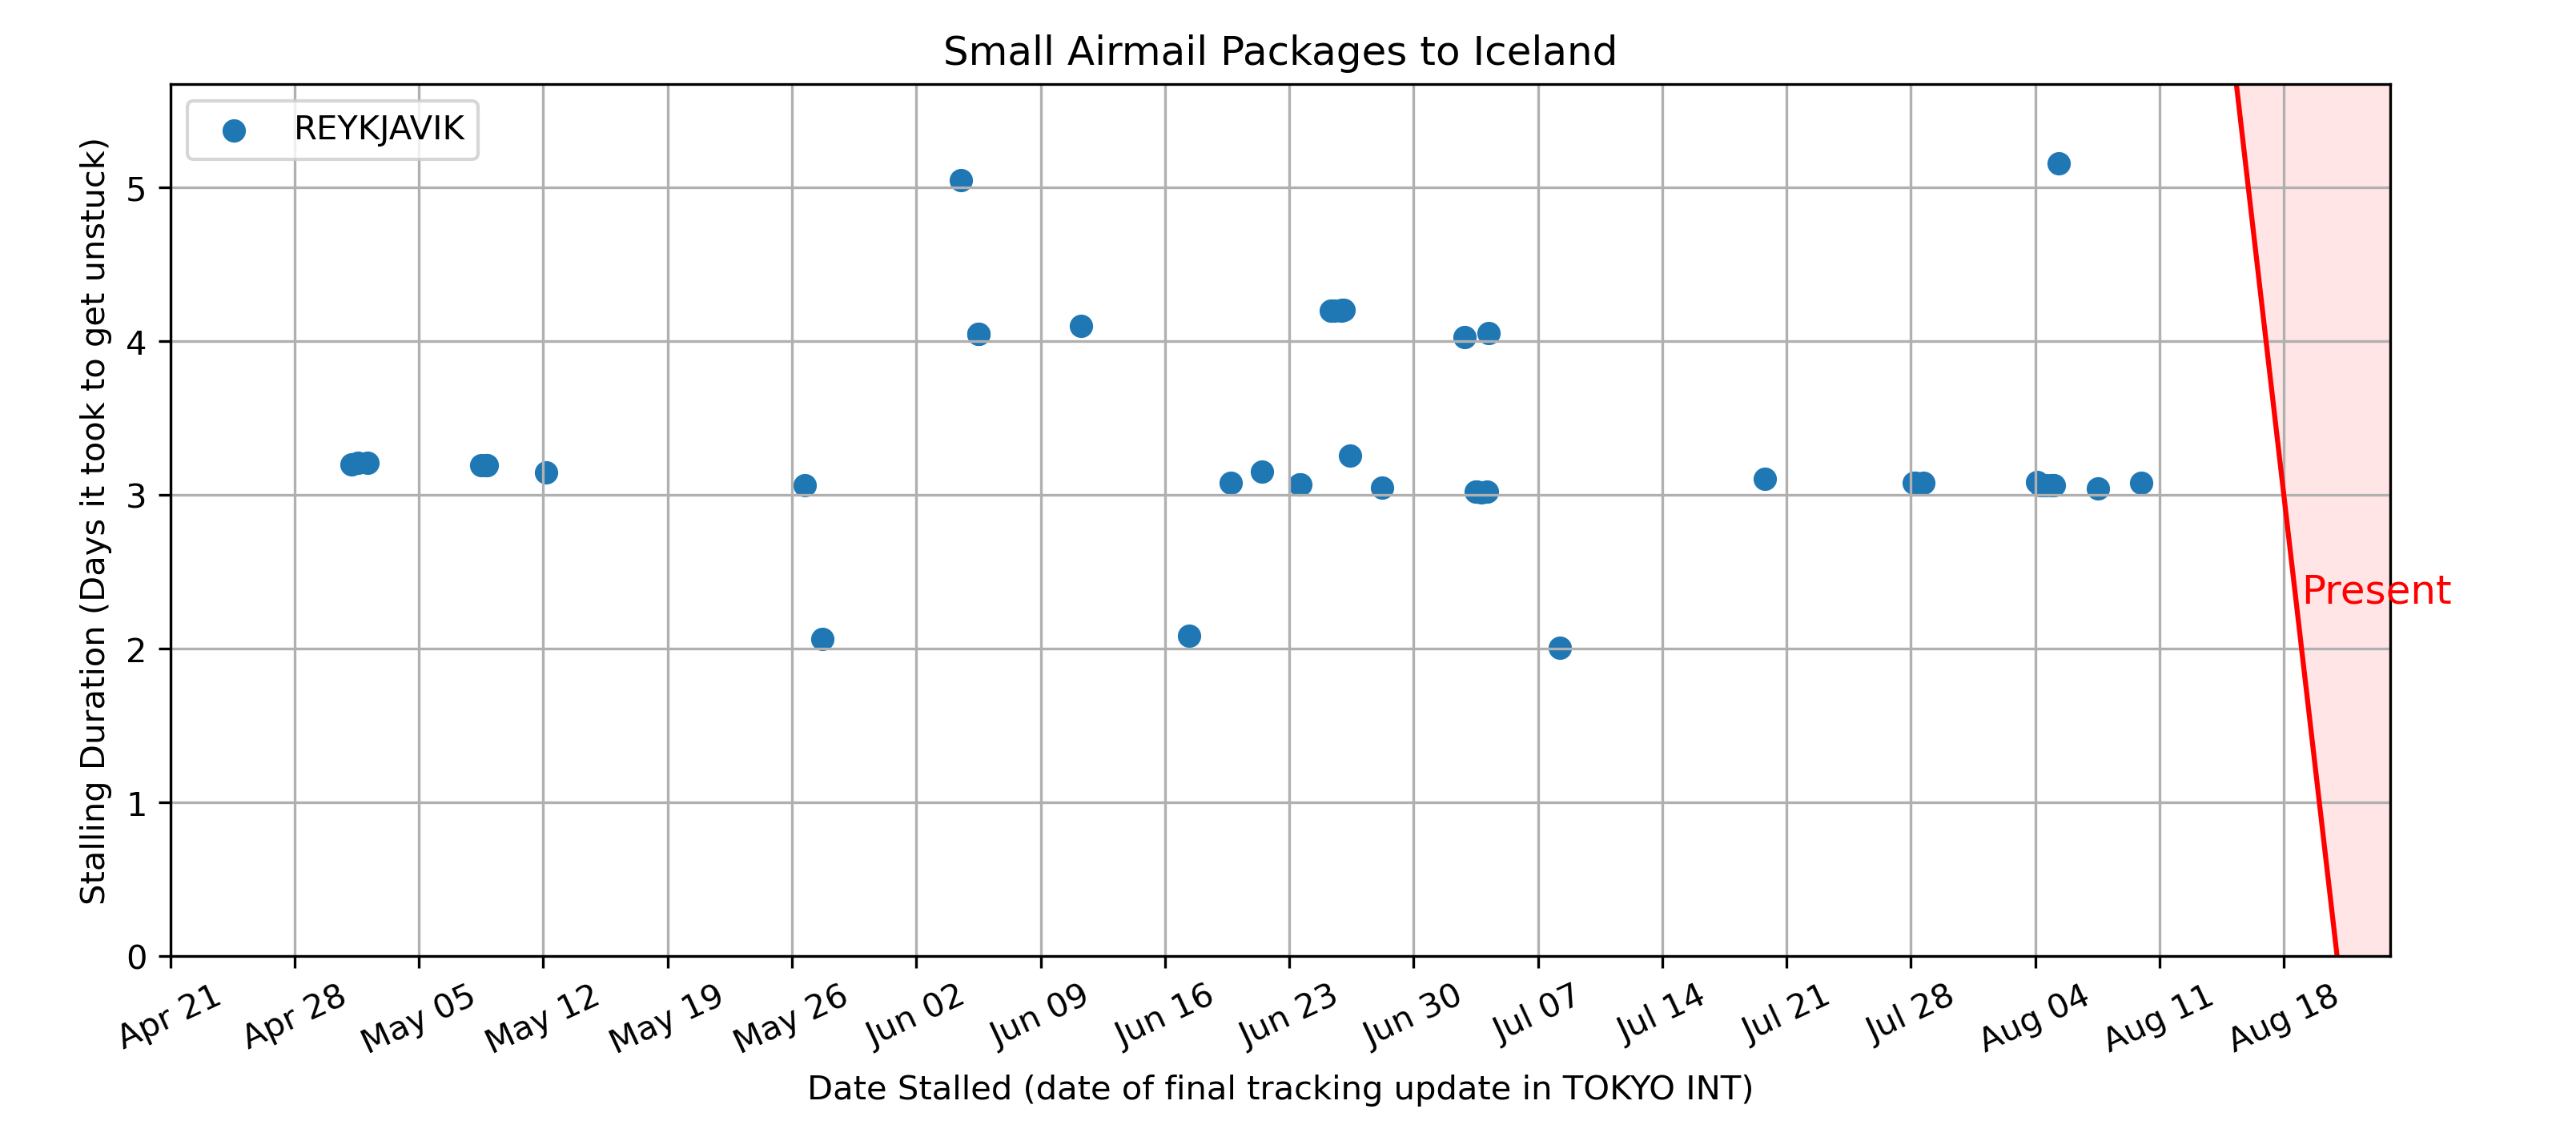 Small Airmail Packages to Iceland
REYKJAVIK
Stalling Duration (Days it took to get unstuck)
5
4
3
2
1
0
Present
Apr 21
Apr 28
May 05
May 12
May 19
May 26
Jun 02
Jun 09
Jun 16
Jun 23
Jun 30
Jul 07
Jul 14
Jul 21
Jul 28
Aug 04
Aug 11
Aug 18
Date Stalled (date of final tracking update in TOKYO INT)